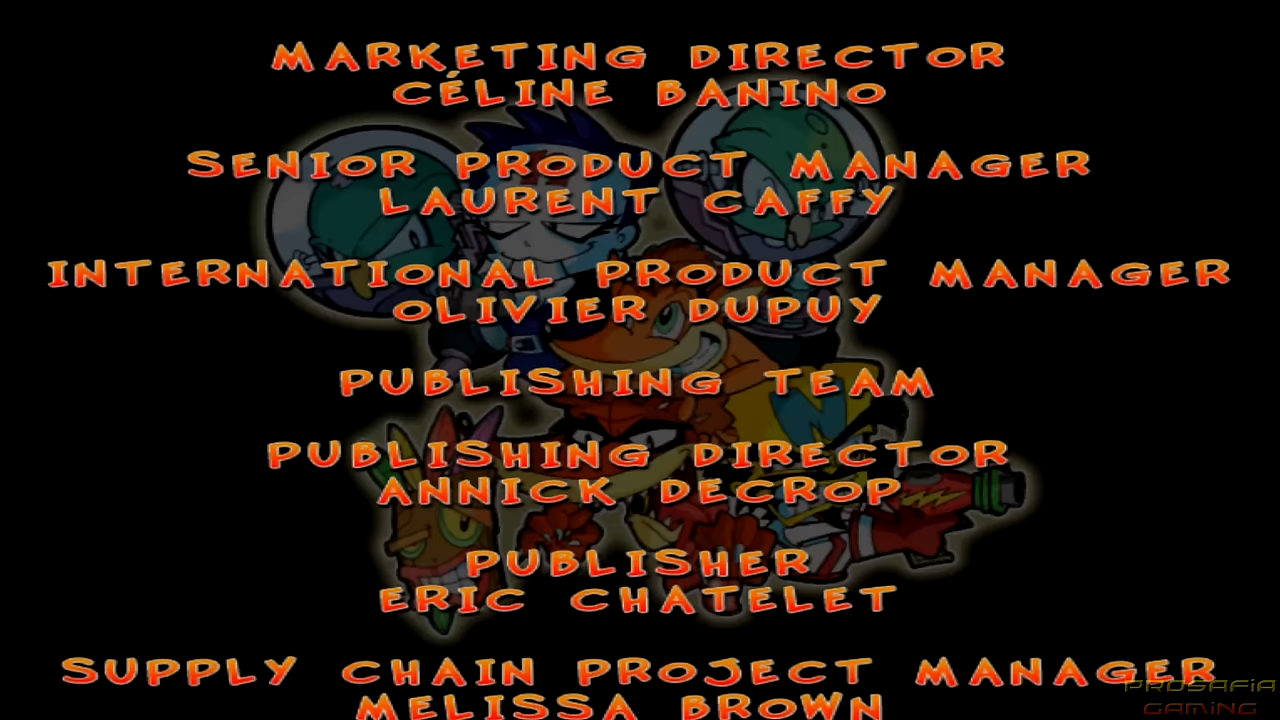 MARKETING DIRECTOR
CÉLINE BANINO
SENIOR PRODUCT MANAGER
LAURENT CAFFY
INTERNATIONAL PRODUCT MANAGER
OLIVIER DUPUY
PUBLISHING TEAM
PUBLISHING DIRECTOR
ANNICK DECROP
PUBLISHER
ERIC CHATELET
SUPPLY CHAIN PROJECT MANAGER
MELISSA BROWN
PROSAFiA
GAMiNG
N